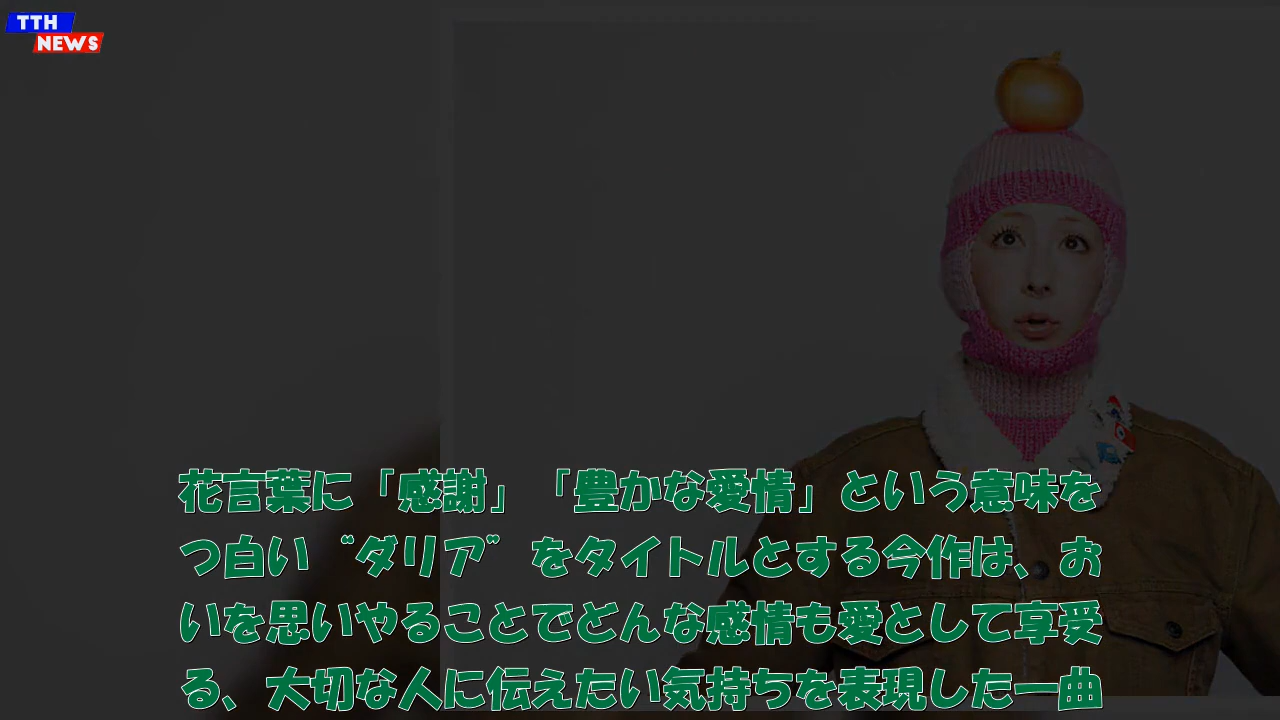 TTH
NEWS
花言葉に「感謝」「豊かな愛情」という意味を
つ白い〝ダリア〞をタイトルとする今作は、お
いを思いやることでどんな感情も愛として享受
る、大切な人に伝えたい気持ちを表現した一曲